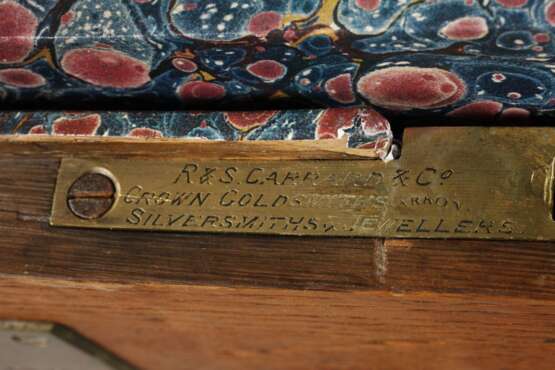 R & S. GARRARD & Co.
CROWN GOLDSMITHS
SILVERSMITHS & JEWELLERS.